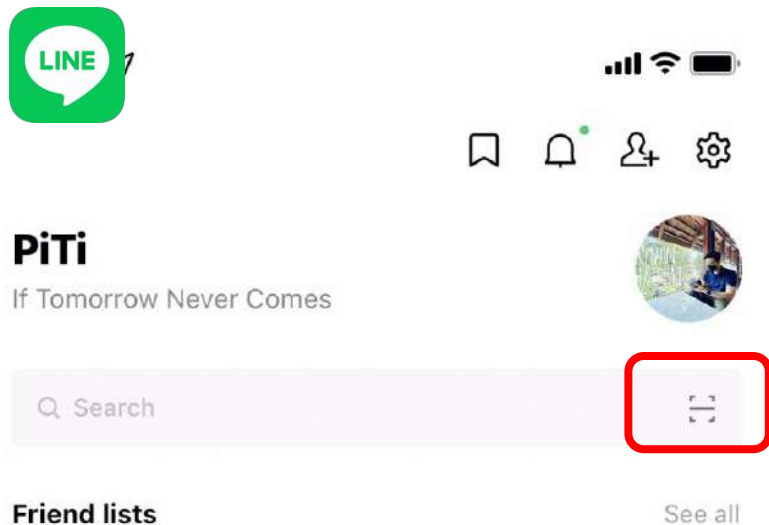 LINE
PiTi
If Tomorrow Never Comes
Search
Friend lists
See all